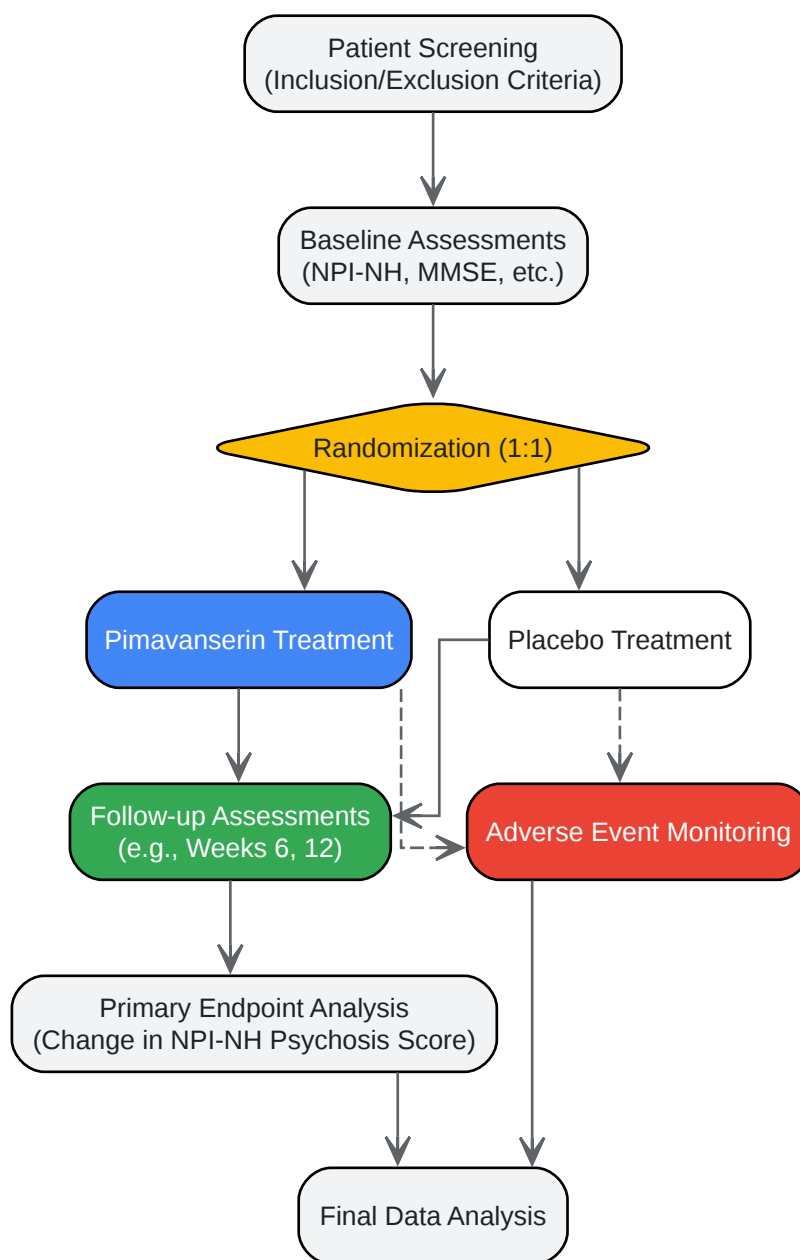 Patient Screening
(Inclusion/Exclusion Criteria)
Baseline Assessments
(NPI-NH, MMSE, etc.)
Randomization (1:1)
Pimavanserin Treatment
Placebo Treatment
Follow-up Assessments
(e.g., Weeks 6, 12)
Adverse Event Monitoring
Primary Endpoint Analysis
(Change in NPI-NH Psychosis Score)
Final Data Analysis